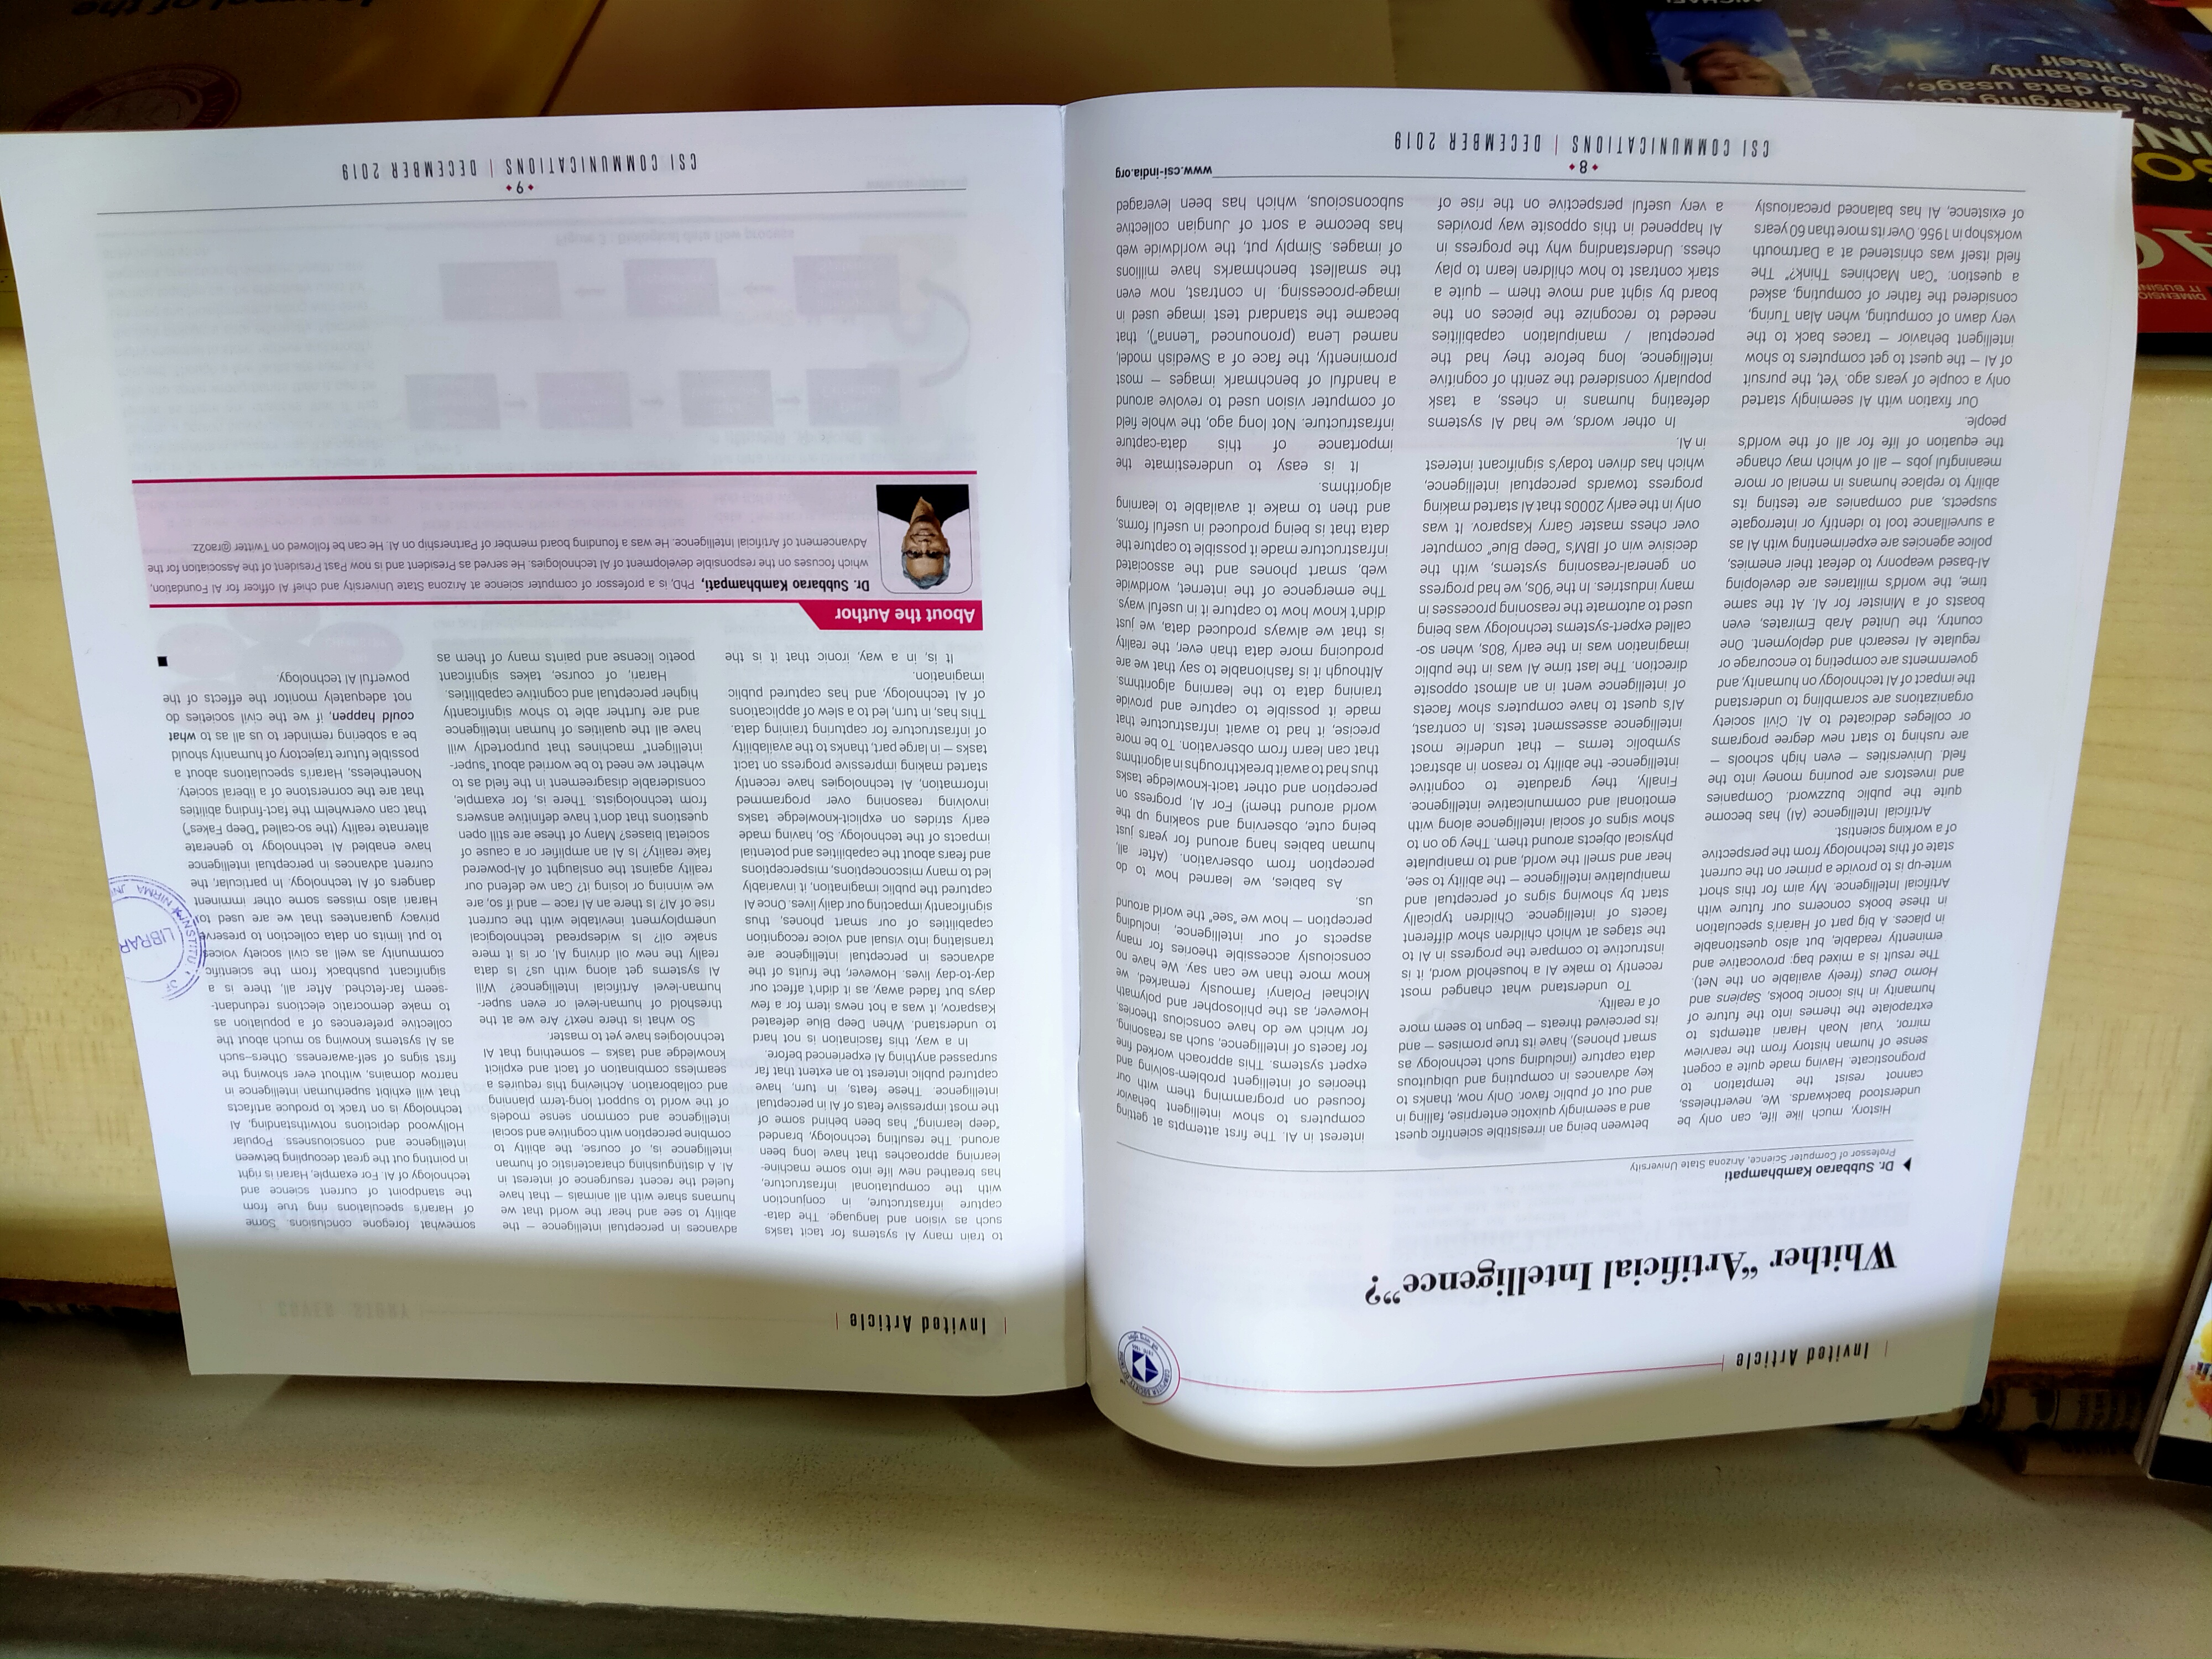 Invited Article
Whither “Artificial Intelligence”?
Dr. Subbarao Kambhampati
Professor of Computer Science, Arizona State University
History, much like life, can only be
understood backwards. We, nevertheless,
cannot resist the temptation to
prognosticate. Having made quite a cogent
sense of human history from the rearview
mirror, Yual Noah Harari attempts to
extrapolate the themes into the future of
humanity in his iconic books, Sapiens and
Homo Deus (freely available on the Net).
The result is a mixed bag: provocative and
eminently readable, but also questionable
in places. A big part of Harari's speculation
in these books concerns our future with
Artificial Intelligence. My aim for this short
write-up is to provide a primer on the current
state of this technology from the perspective
of a working scientist.
Artificial Intelligence (AI) has become
quite the public buzzword. Companies
and investors are pouring money into the
field. Universities – even high schools –
are rushing to start new degree programs
or colleges dedicated to AI. Civil society
organizations are scrambling to understand
the impact of AI technology on humanity, and
governments are competing to encourage or
regulate AI research and deployment. One
country, the United Arab Emirates, even
boasts of a Minister for AI. At the same
time, the world's militaries are developing
AI-based weaponry to defeat their enemies,
police agencies are experimenting with AI as
a surveillance tool to identify or interrogate
suspects, and companies are testing its
ability to replace humans in menial or more
meaningful jobs – all of which may change
the equation of life for all of the world's
people.
Our fixation with AI seemingly started
only a couple of years ago. Yet, the pursuit
of AI – the quest to get computers to show
intelligent behavior – traces back to the
very dawn of computing, when Alan Turing,
considered the father of computing, asked
a question: “Can Machines Think?” The
field itself was christened at a Dartmouth
workshop in 1956. Over its more than 60 years
of existence, AI has balanced precariously
between being an irresistible scientific quest
and a seemingly quixotic enterprise, falling in
and out of public favor. Only now, thanks to
key advances in computing and ubiquitous
data capture (including such technology as
smart phones), have its true promises – and
its perceived threats – begun to seem more
of a reality.
To understand what changed most
recently to make AI a household word, it is
instructive to compare the progress in AI to
the stages at which children show different
facets of intelligence. Children typically
start by showing signs of perceptual and
manipulative intelligence – the ability to see,
hear and smell the world, and to manipulate
physical objects around them. They go on to
show signs of social intelligence along with
emotional and communicative intelligence.
Finally, they graduate to cognitive
intelligence- the ability to reason in abstract
symbolic terms – that underlie most
intelligence assessment tests. In contrast,
AI's quest to have computers show facets
of intelligence went in an almost opposite
direction. The last time AI was in the public
imagination was in the early '80s, when so-
called expert-systems technology was being
used to automate the reasoning processes in
many industries. In the '90s, we had progress
on general-reasoning systems, with the
decisive win of IBM's “Deep Blue” computer
over chess master Garry Kasparov. It was
only in the early 2000s that AI started making
progress towards perceptual intelligence,
which has driven today's significant interest
in AI.
In other words, we had AI systems
defeating humans in chess, a task
popularly considered the zenith of cognitive
intelligence, long before they had the
perceptual / manipulation capabilities
needed to recognize the pieces on the
board by sight and move them – quite a
stark contrast to how children learn to play
chess. Understanding why the progress in
AI happened in this opposite way provides
a very useful perspective on the rise of
interest in AI. The first attempts at getting
computers to show intelligent behavior
focused on programming them with our
theories of intelligent problem-solving and
expert systems. This approach worked fine
for facets of intelligence, such as reasoning,
for which we do have conscious theories.
However, as the philosopher and polymath
Michael Polanyi famously remarked, we
know more than we can say. We have no
consciously accessible theories for many
aspects of our intelligence, including
perception – how we “see” the world around
us.
As babies, we learned how to do
perception from observation. (After all,
human babies hang around for years just
being cute, observing and soaking up the
world around them!) For AI, progress on
perception and other tacit-knowledge tasks
thus had to await breakthroughs in algorithms
that can learn from observation. To be more
precise, it had to await infrastructure that
made it possible to capture and provide
training data to the learning algorithms.
Although it is fashionable to say that we are
producing more data than ever, the reality
is that we always produced data, we just
didn't know how to capture it in useful ways.
The emergence of the internet, worldwide
web, smart phones and the associated
infrastructure made it possible to capture the
data that is being produced in useful forms,
and then to make it available to learning
algorithms.
It is easy to underestimate the
importance of this data-capture
infrastructure. Not long ago, the whole field
of computer vision used to revolve around
a handful of benchmark images – most
prominently, the face of a Swedish model,
named Lena (pronounced “Lenna”), that
became the standard test image used in
image-processing. In contrast, now even
the smallest benchmarks have millions
of images. Simply put, the worldwide web
has become a sort of Jungian collective
subconscious, which has been leveraged
www.csi-india.org
8
CSI COMMUNICATIONS | DECEMBER 2019
Invited Article
to train many AI systems for tacit tasks
such as vision and language. The data-
capture infrastructure, in conjunction
with the computational infrastructure,
has breathed new life into some machine-
learning approaches that have long been
around. The resulting technology, branded
“deep learning,” has been behind some of
the most impressive feats of AI in perceptual
intelligence. These feats, in turn, have
captured public interest to an extent that far
surpassed anything AI experienced before.
In a way, this fascination is not hard
to understand. When Deep Blue defeated
Kasparov, it was a hot news item for a few
days but faded away, as it didn't affect our
day-to-day lives. However, the fruits of the
advances in perceptual intelligence are
translating into visual and voice recognition
capabilities of our smart phones, thus
significantly impacting our daily lives. Once AI
captured the public imagination, it invariably
led to many misconceptions, misperceptions
and fears about the capabilities and potential
impacts of the technology. So, having made
early strides on explicit-knowledge tasks
involving reasoning over programmed
information, AI technologies have recently
started making impressive progress on tacit
tasks – in large part, thanks to the availability
of infrastructure for capturing training data.
This has, in turn, led to a slew of applications
of AI technology, and has captured public
imagination.
It is, in a way, ironic that it is the
advances in perceptual intelligence – the
ability to see and hear the world that we
humans share with all animals – that have
fueled the recent resurgence of interest in
AI. A distinguishing characteristic of human
intelligence is, of course, the ability to
combine perception with cognitive and social
intelligence and common sense models
of the world to support long-term planning
and collaboration. Achieving this requires a
seamless combination of tacit and explicit
knowledge and tasks – something that AI
technologies have yet to master.
So what is there next? Are we at the
threshold of human-level or even super-
human-level Artificial Intelligence? Will
AI systems get along with us? Is data
really the new oil driving AI, or is it mere
snake oil? Is widespread technological
unemployment inevitable with the current
rise of AI? Is there an AI race – and if so, are
we winning or losing it? Can we defend our
reality against the onslaught of AI-powered
fake reality? Is AI an amplifier or a cause of
societal biases? Many of these are still open
questions that don't have definitive answers
from technologists. There is, for example,
considerable disagreement in the field as to
whether we need to be worried about “super-
intelligent” machines that purportedly will
have all the qualities of human intelligence
and are further able to show significantly
higher perceptual and cognitive capabilities.
Harari, of course, takes significant
poetic license and paints many of them as
somewhat foregone conclusions. Some
of Harari's speculations ring true from
the standpoint of current science and
technology of AI. For example, Harari is right
in pointing out the great decoupling between
intelligence and consciousness. Popular
Hollywood depictions notwithstanding, AI
technology is on track to produce artifacts
that will exhibit superhuman intelligence in
narrow domains, without ever showing the
first signs of self-awareness. Others–such
as AI systems knowing so much about the
collective preferences of a population as
to make democratic elections redundant-
-seem far-fetched. After all, there is a
significant pushback from the scientific
community as well as civil society voices
to put limits on data collection to preserve
privacy guarantees that we are used to.
Harari also misses some other imminent
dangers of AI technology. In particular, the
current advances in perceptual intelligence
have enabled AI technology to generate
alternate reality (the so-called “Deep Fakes”)
that can overwhelm the fact-finding abilities
that are the cornerstone of a liberal society.
Nonetheless, Harari's speculations about a
possible future trajectory of humanity should
be a sobering reminder to us all as to what
could happen, if we the civil societies do
not adequately monitor the effects of the
powerful AI technology.
LIBRAR
NIRMA
About the Author
Dr. Subbarao Kambhampati, PhD, is a professor of computer science at Arizona State University and chief AI officer for AI Foundation,
which focuses on the responsible development of AI technologies. He served as President and is now Past President of the Association for the
Advancement of Artificial Intelligence. He was a founding board member of Partnership on AI. He can be followed on Twitter @rao2z.
9
CSI COMMUNICATIONS | DECEMBER 2019
new emerging
data usage,
is constantly
itself
Journal of the